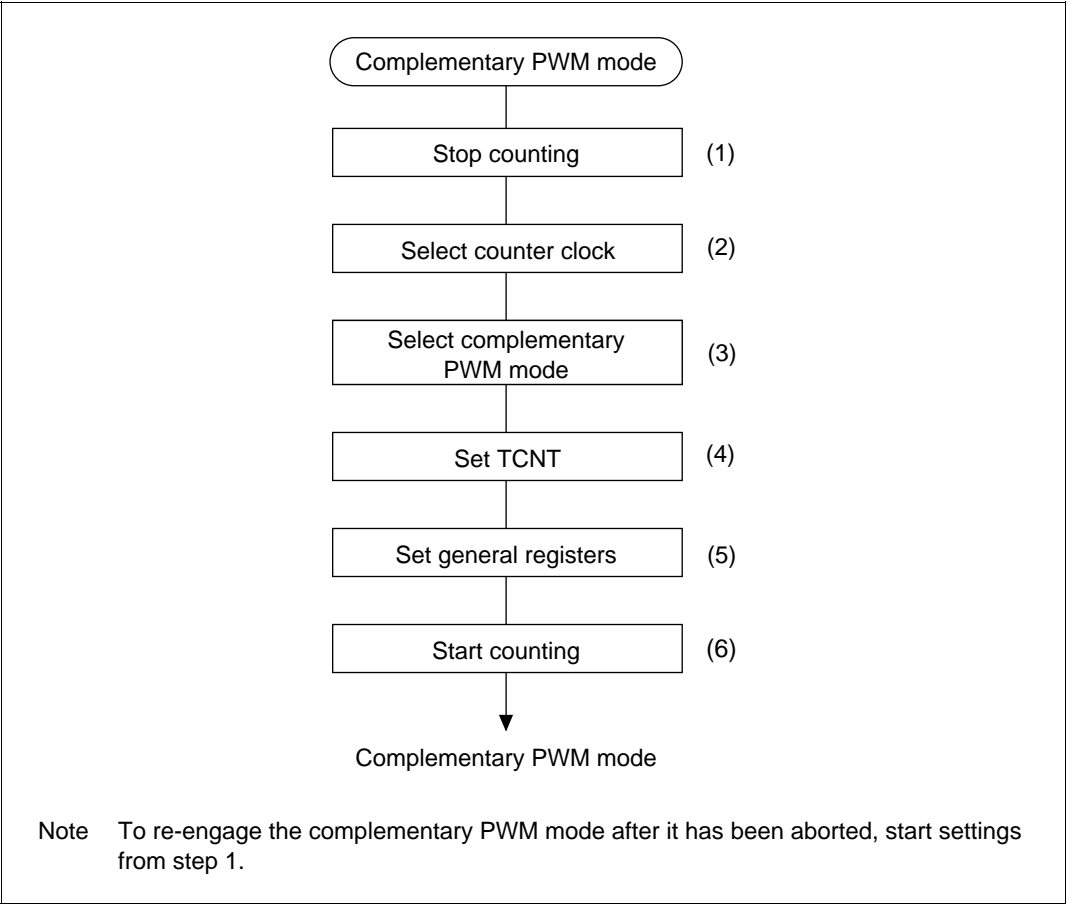 Complementary PWM mode
Stop counting (1)
Select counter clock (2)
Select complementary
PWM mode (3)
Set TCNT (4)
Set general registers (5)
Start counting (6)
Complementary PWM mode
Note To re-engage the complementary PWM mode after it has been aborted, start settings
from step 1.